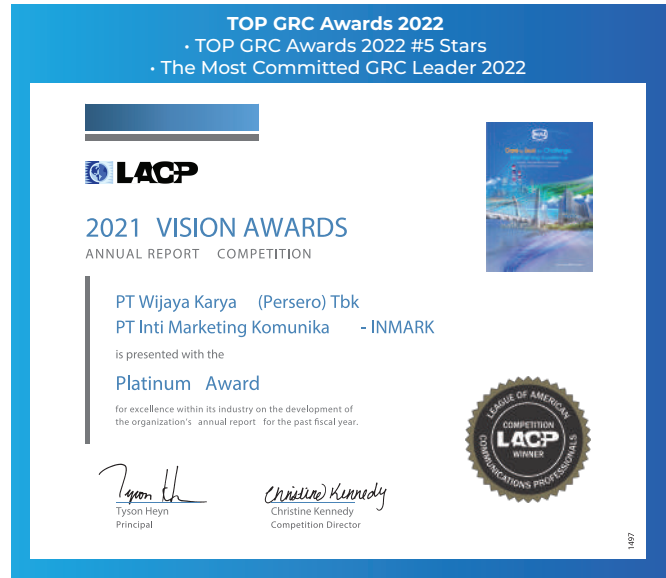 TOP GRC Awards 2022
• TOP GRC Awards 2022 #5 Stars
• The Most Committed GRC Leader 2022
LACP
2021 VISION AWARDS
ANNUAL REPORT COMPETITION
PT Wijaya Karya (Persero) Tbk
PT Inti Marketing Komunika - INMARK
is presented with the
Platinum Award
for excellence within its industry on the development of
the organization's annual report for the past fiscal year.
Tyson Heyn
Principal
Christine Kennedy
Christine Kennedy
Competition Director
LEAGUE OF AMERICAN
COMMUNICATIONS PROFESSIONALS
COMPETITION
LACP
WINNER
1497